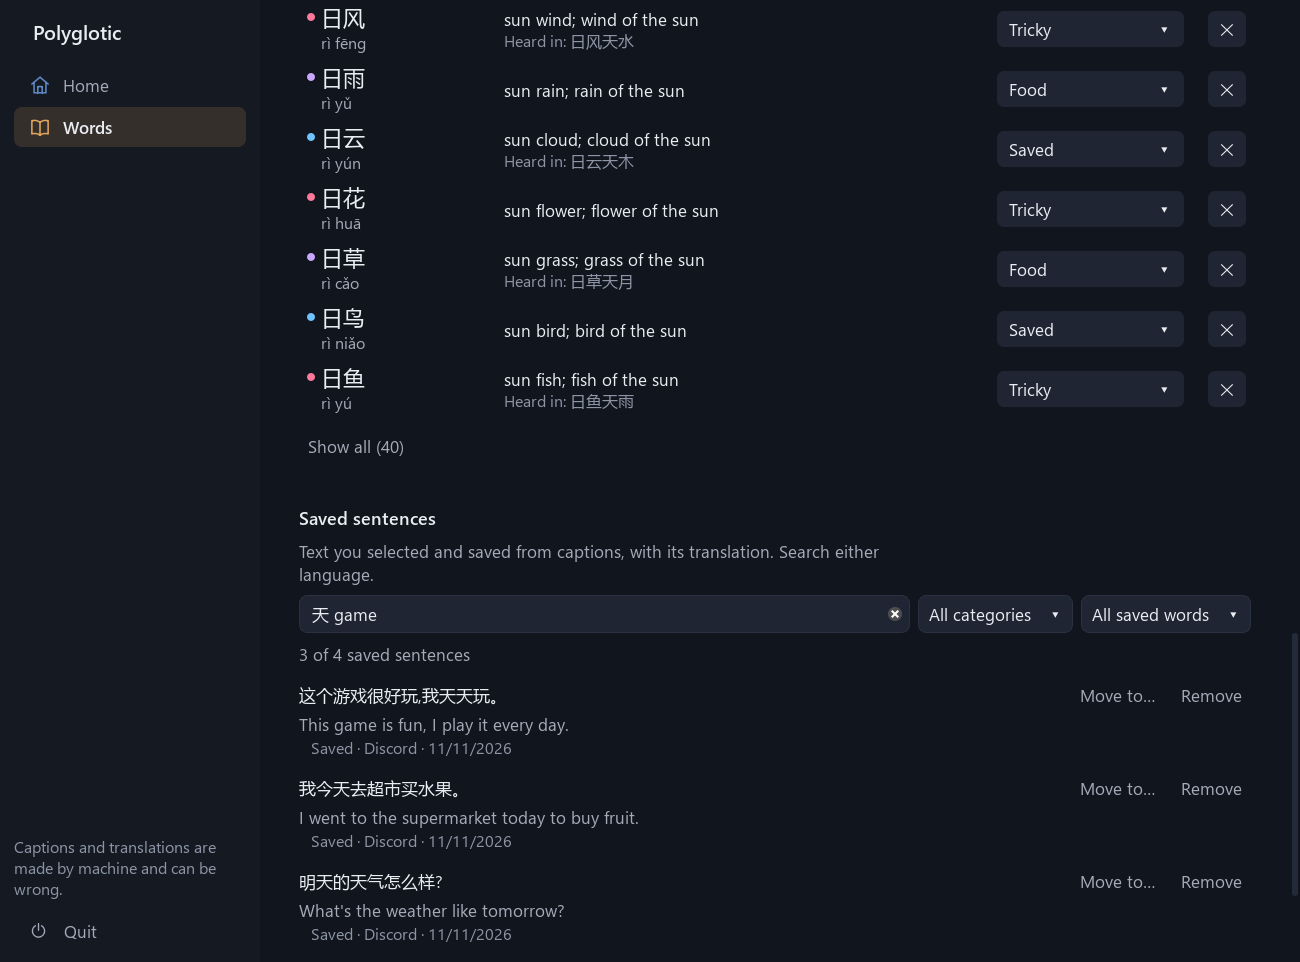 Polyglotic
Home
Words
日风
rì fēng
sun wind; wind of the sun
Heard in: 日风天水
Tricky
日雨
rì yǔ
sun rain; rain of the sun
Food
日云
rì yún
sun cloud; cloud of the sun
Heard in: 日云天木
Saved
日花
rì huā
sun flower; flower of the sun
Tricky
日草
rì cǎo
sun grass; grass of the sun
Heard in: 日草天月
Food
日鸟
rì niǎo
sun bird; bird of the sun
Saved
日鱼
rì yú
sun fish; fish of the sun
Heard in: 日鱼天雨
Tricky
Show all (40)
Saved sentences
Text you selected and saved from captions, with its translation. Search either
language.
天 game
All categories
All saved words
3 of 4 saved sentences
这个游戏很好玩,我天天玩。
Move to...
Remove
This game is fun, I play it every day.
Saved · Discord · 11/11/2026
我今天去超市买水果。
Move to...
Remove
I went to the supermarket today to buy fruit.
Saved · Discord · 11/11/2026
明天的天气怎么样?
Move to...
Remove
What's the weather like tomorrow?
Saved · Discord · 11/11/2026
Captions and translations are
made by machine and can be
wrong.
Quit